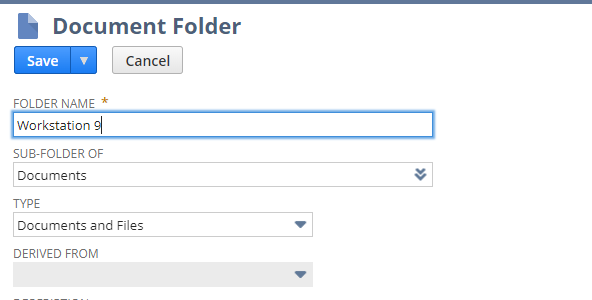 Document Folder
Save Cancel
FOLDER NAME *
Workstation 9
SUB-FOLDER OF
Documents
TYPE
Documents and Files
DERIVED FROM